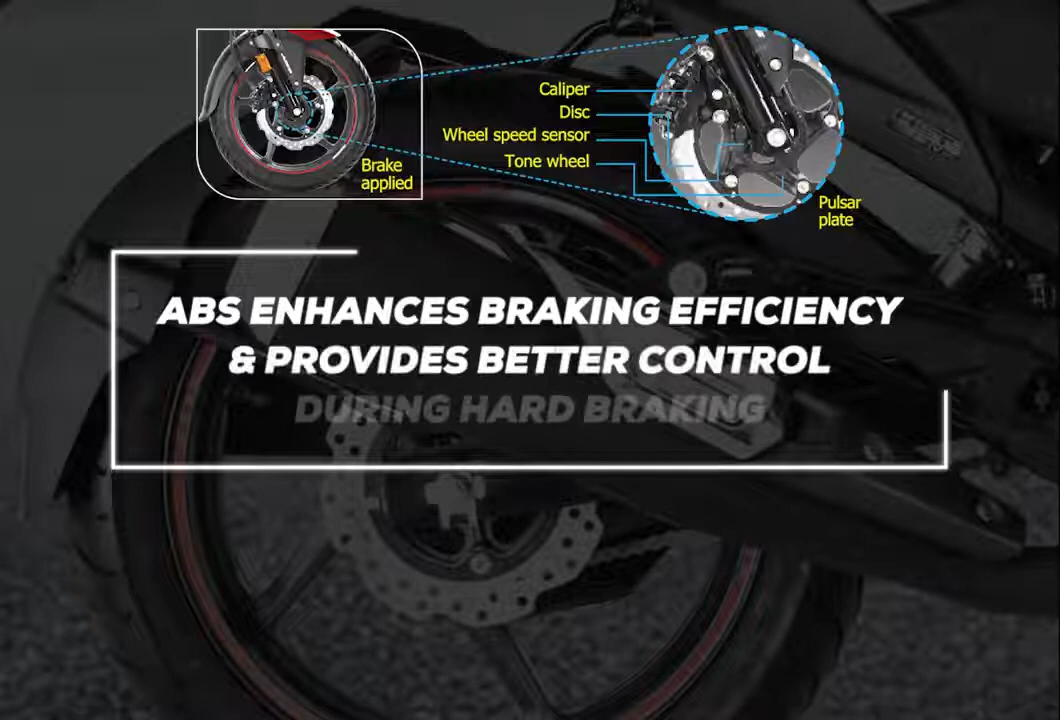 Caliper
Disc
Wheel speed sensor
Tone wheel
Brake
applied
Pulsar
plate
ABS ENHANCES BRAKING EFFICIENCY
& PROVIDES BETTER CONTROL
DURING HARD BRAKING